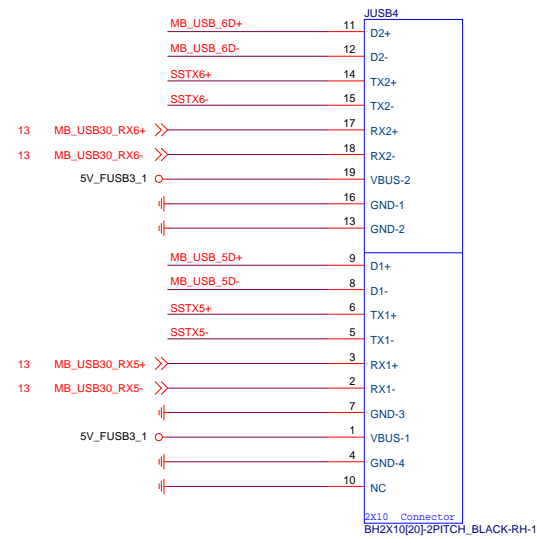 JUSB4
MB_USB_6D+ 11 D2+
MB_USB_6D- 12 D2-
SSTX6+ 14 TX2+
SSTX6- 15 TX2-
13 MB_USB30_RX6+ 17 RX2+
13 MB_USB30_RX6- 18 RX2-
5V_FUSB3_1 19 VBUS-2
16 GND-1
13 GND-2
MB_USB_5D+ 9 D1+
MB_USB_5D- 8 D1-
SSTX5+ 6 TX1+
SSTX5- 5 TX1-
13 MB_USB30_RX5+ 3 RX1+
13 MB_USB30_RX5- 2 RX1-
7 GND-3
5V_FUSB3_1 1 VBUS-1
4 GND-4
10 NC
2X10 Connector
BH2X10[20]-2PITCH_BLACK-RH-1